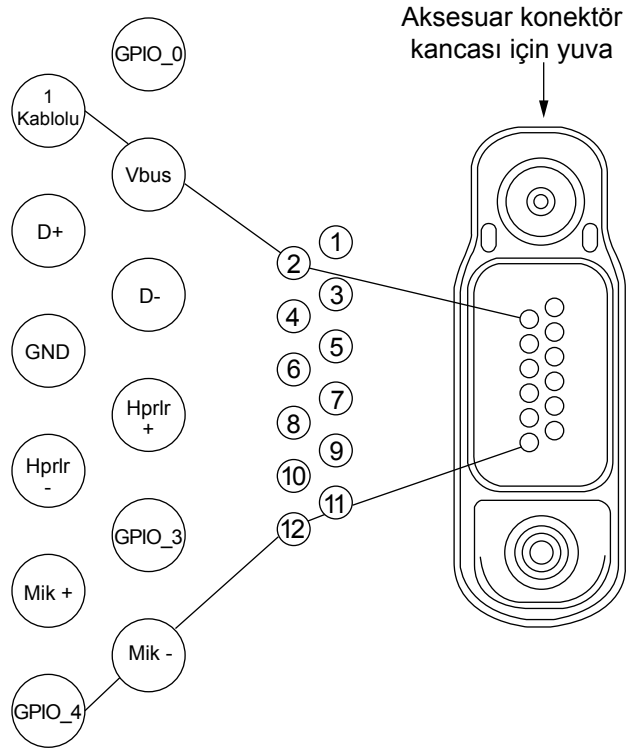 Aksesuar konektör
kancası için yuva
GPIO_0
1
Kablolu
Vbus
D+
D-
GND
Hprlr
+
Hprlr
-
GPIO_3
Mik +
Mik -
GPIO_4
1
2
3
4
5
6
7
8
9
10
11
12